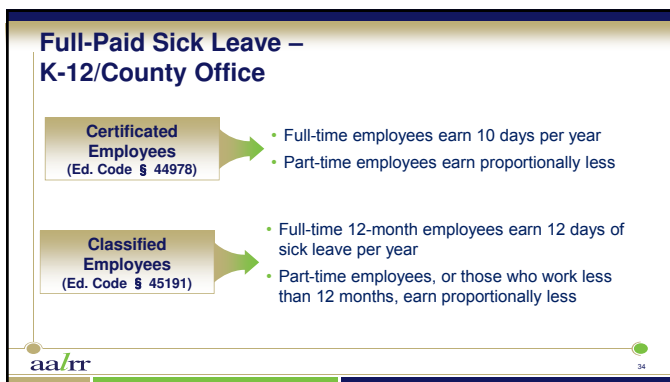 Full-Paid Sick Leave –
K-12/County Office
Certificated
Employees
(Ed. Code § 44978)
• Full-time employees earn 10 days per year
• Part-time employees earn proportionally less
Classified
Employees
(Ed. Code § 45191)
• Full-time 12-month employees earn 12 days of
sick leave per year
• Part-time employees, or those who work less
than 12 months, earn proportionally less
aalrr
34